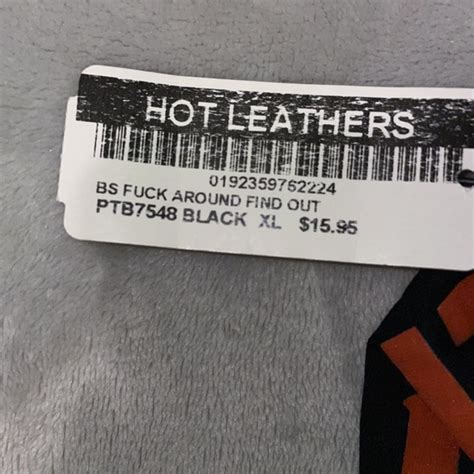 HOT LEATHERS
0192359762224
BS FUCK AROUND FIND OUT
PTB7548 BLACK XL $15.95